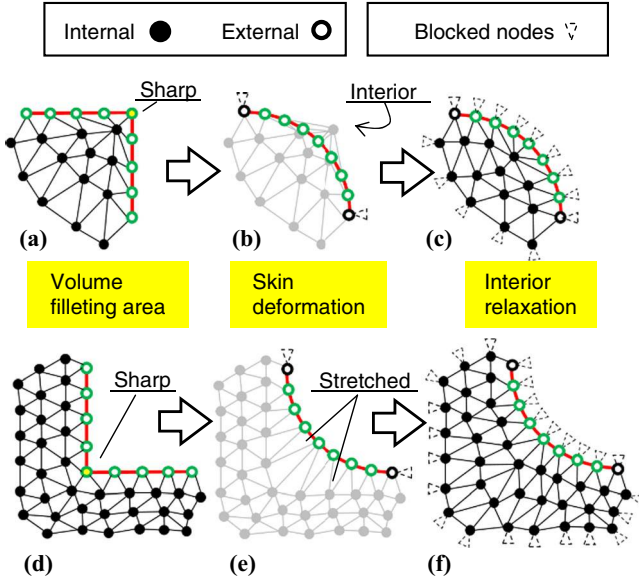 Internal
External
Blocked nodes
Sharp
Interior
(a)
(b)
(c)
Volume
filleting area
Skin
deformation
Interior
relaxation
Sharp
Stretched
(d)
(e)
(f)